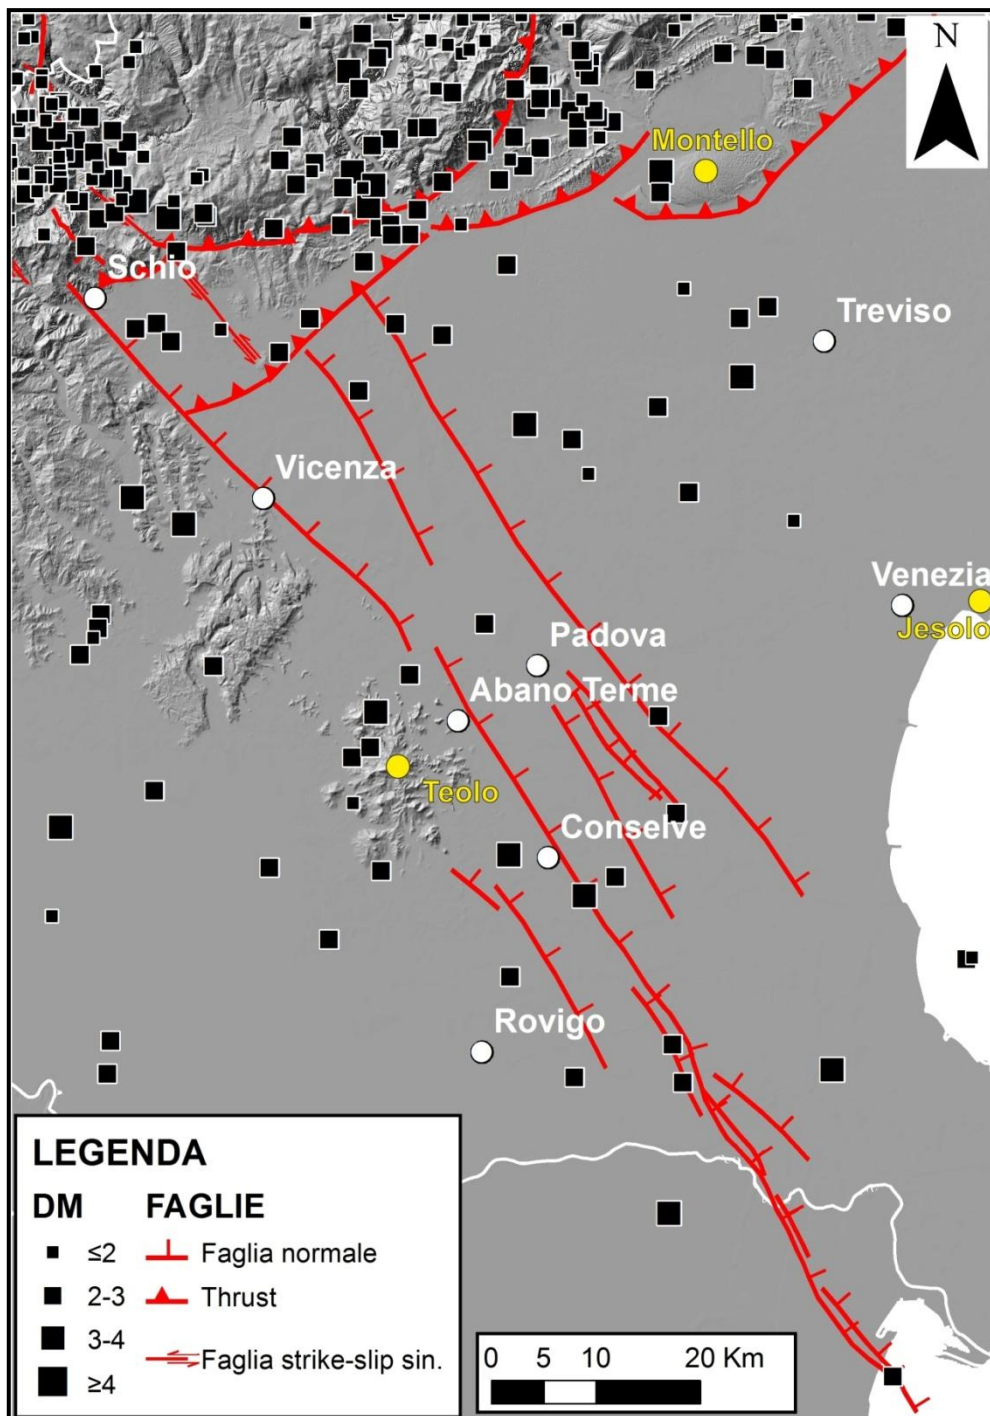 N
Montello
Schio
Treviso
Vicenza
Venezia
Jesolo
Padova
Abano Terme
Teolo
Conselve
Rovigo
LEGENDA
DM FAGLIE
≤2 Faglia normale
2-3 Thrust
3-4
≥4 Faglia strike-slip sin.
0 5 10 20 Km